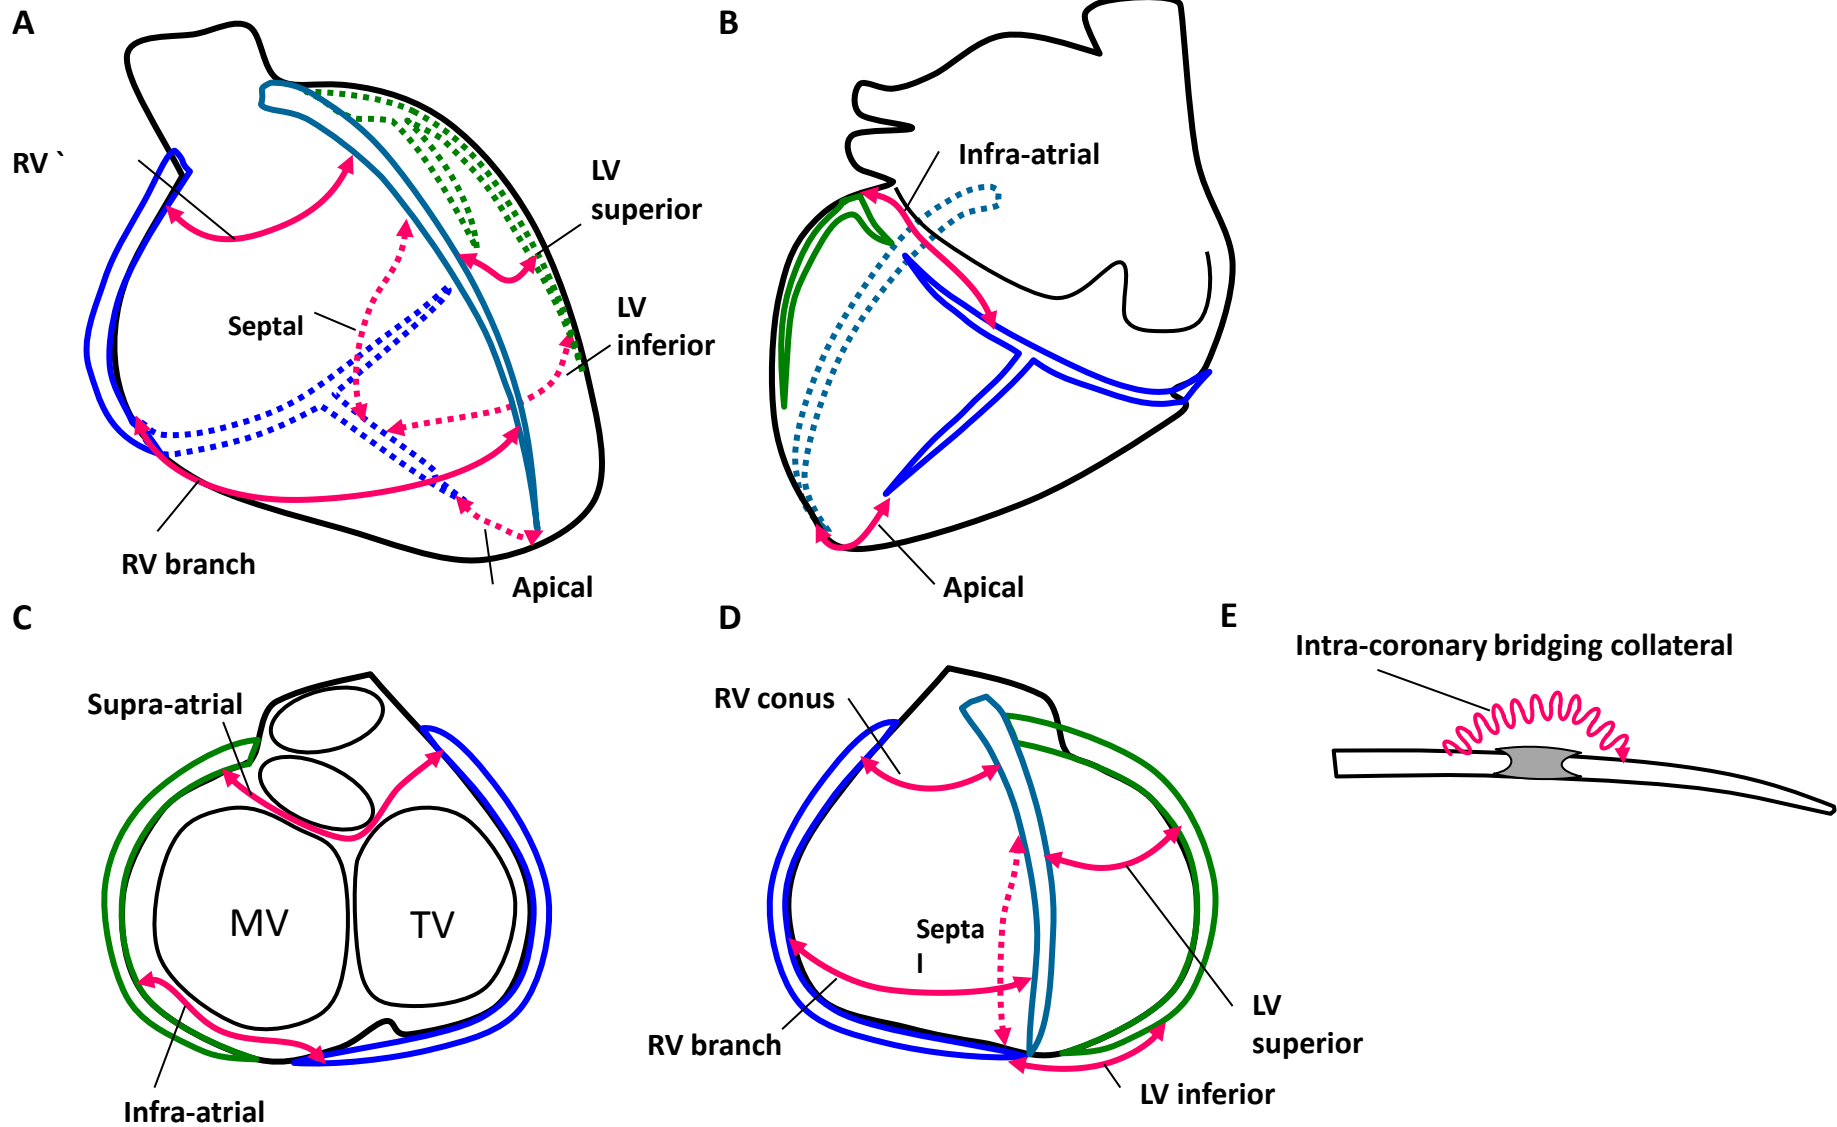 A
RV `
LV
superior
Septal
LV
inferior
RV branch
Apical
B
Infra-atrial
Apical
C
Supra-atrial
MV
TV
Infra-atrial
D
RV conus
Septa
l
RV branch
LV
superior
LV inferior
E
Intra-coronary bridging collateral